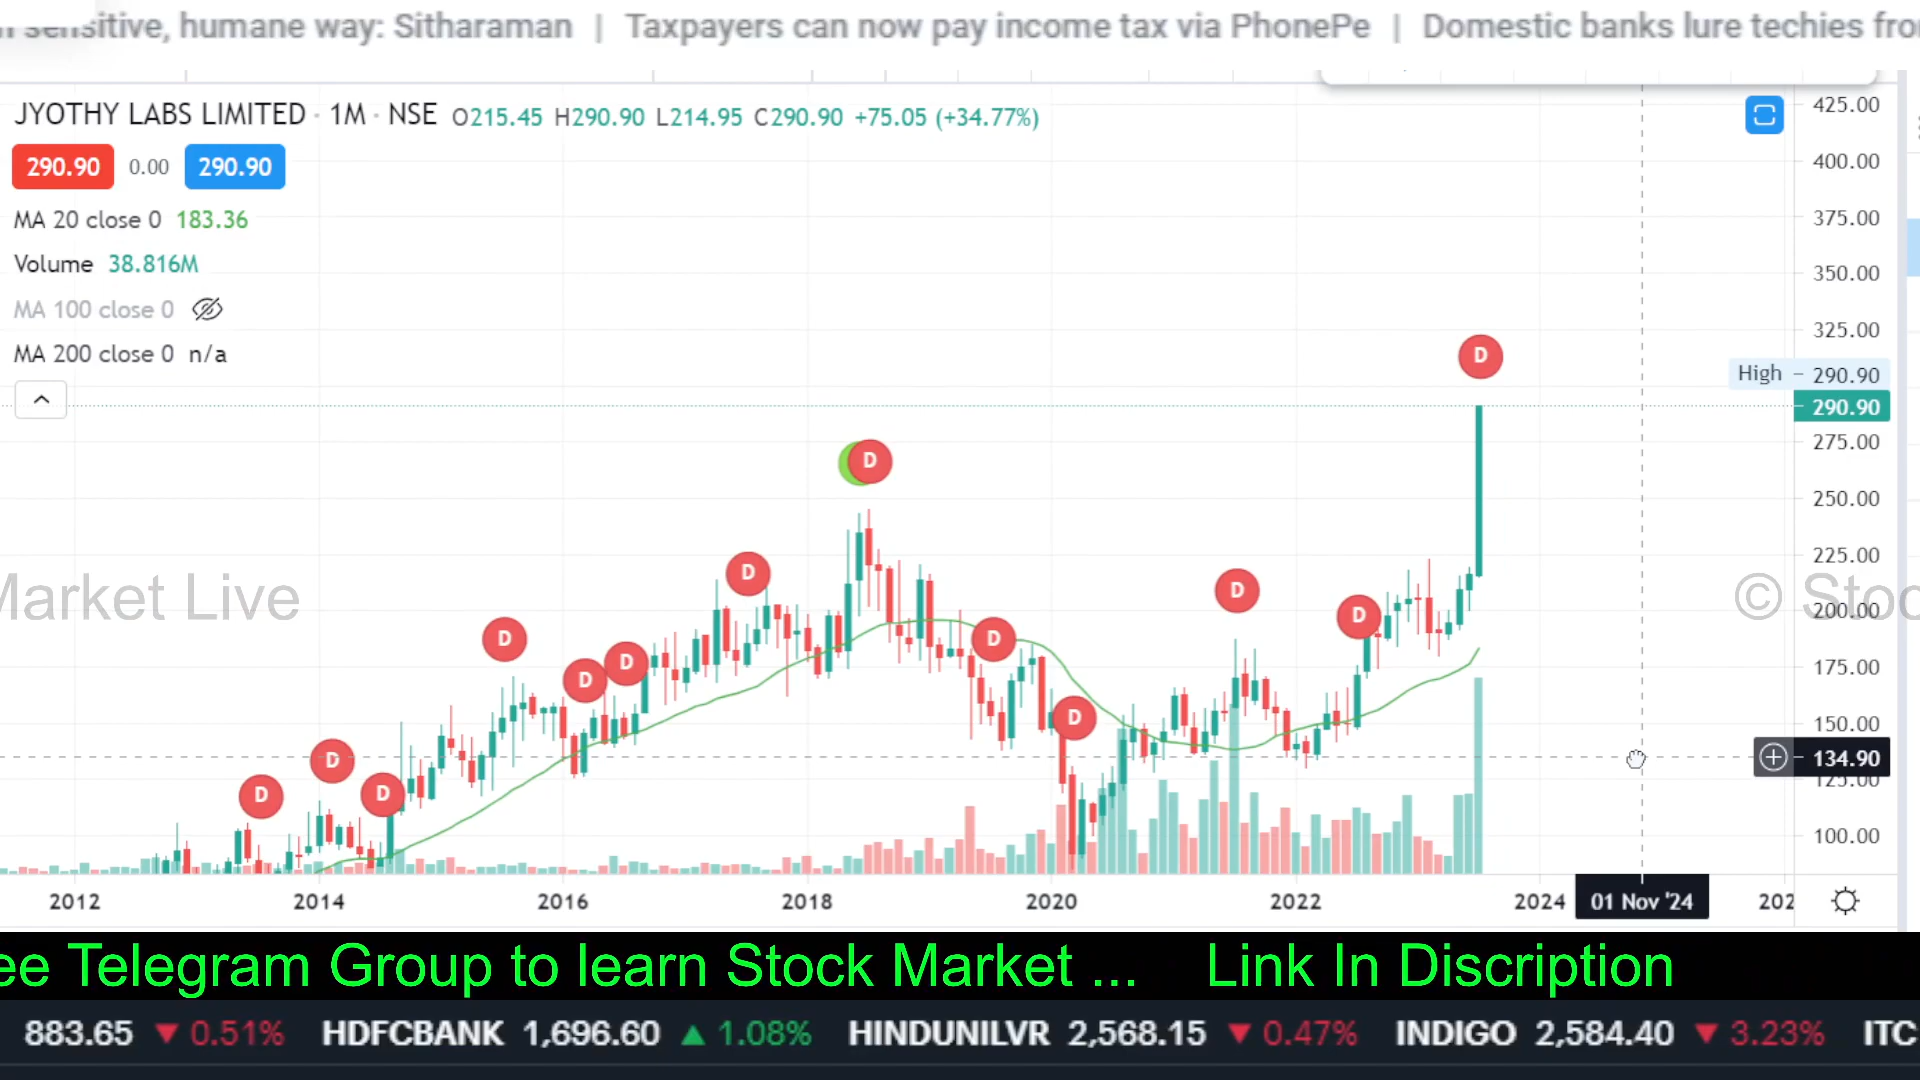 sensitive, humane way: Sitharaman | Taxpayers can now pay income tax via PhonePe | Domestic banks lure techies fro
JYOTHY LABS LIMITED · 1M · NSE O215.45 H290.90 L214.95 C290.90 +75.05 (+34.77%)
290.90 0.00 290.90
MA 20 close 0 183.36
Volume 38.816M
MA 100 close 0
MA 200 close 0 n/a
425.00
400.00
375.00
350.00
325.00
High 290.90
290.90
275.00
250.00
225.00
200.00
175.00
150.00
134.90
125.00
100.00
D
D
D
D
D
D
D
D
D
D
D
D
Market Live
© Stoc
2012 2014 2016 2018 2020 2022 2024 01 Nov '24 202
ee Telegram Group to learn Stock Market ... Link In Discription
883.65 ▼ 0.51% HDFCBANK 1,696.60 ▲ 1.08% HINDUNILVR 2,568.15 ▼ 0.47% INDIGO 2,584.40 ▼ 3.23% ITC